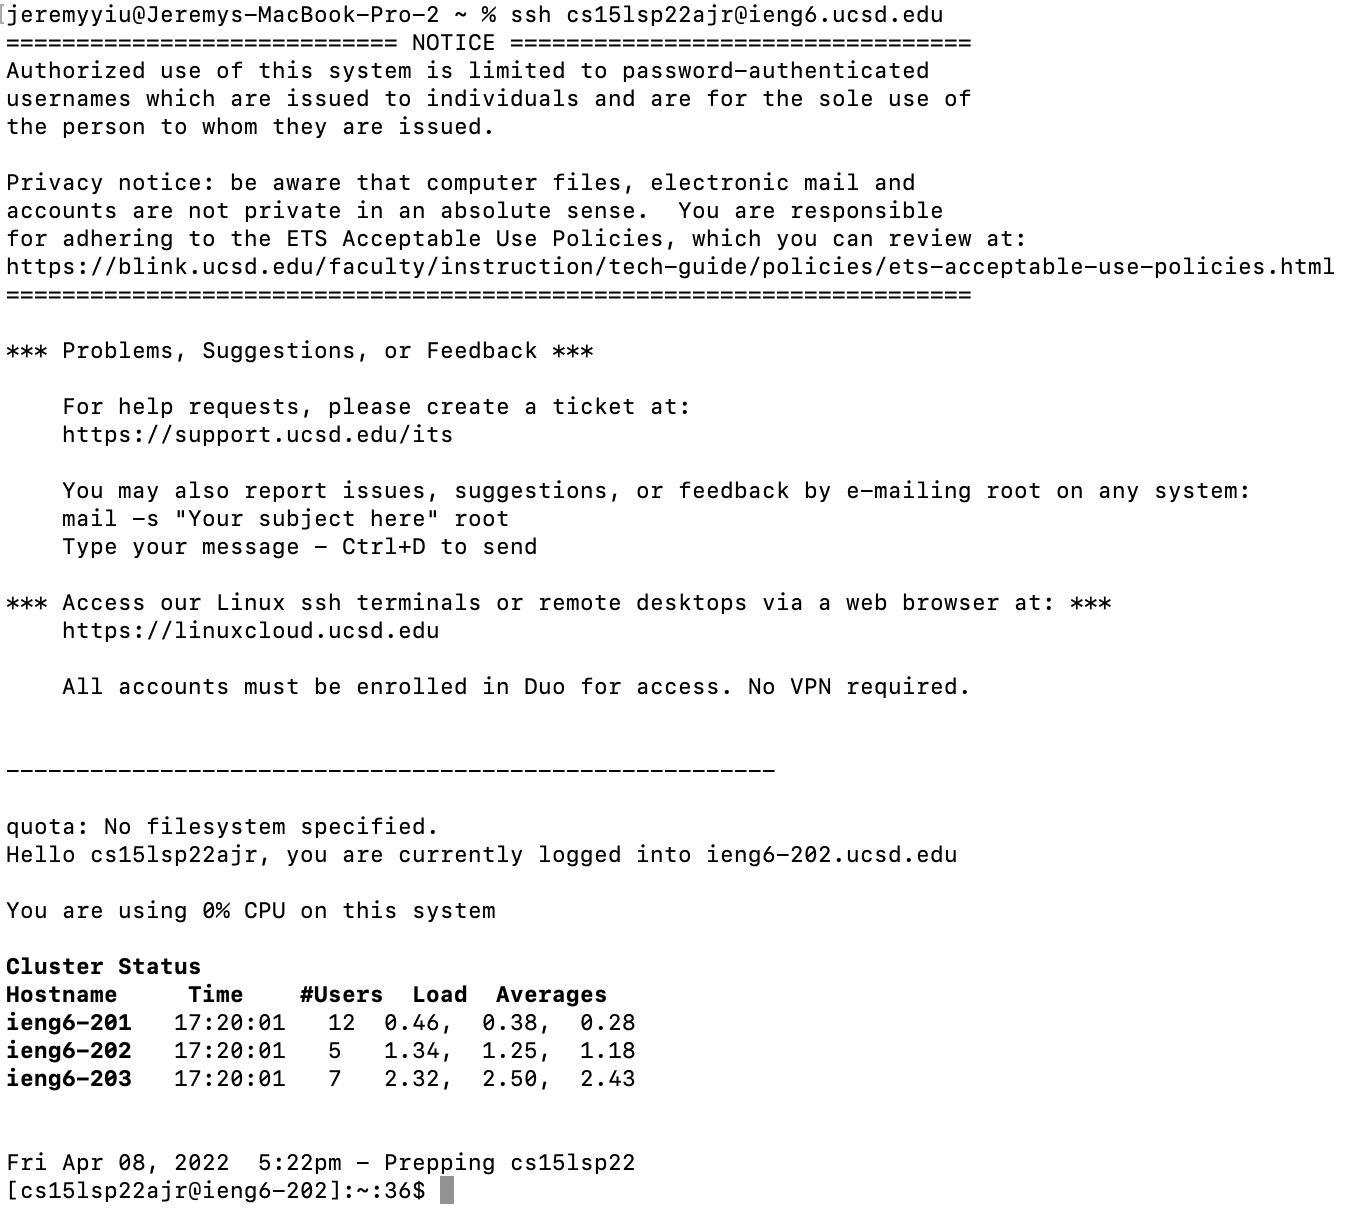 [jeremyyiu@Jeremys-MacBook-Pro-2 ~ % ssh cs15lsp22ajr@ieng6.ucsd.edu
============================ NOTICE =================================
Authorized use of this system is limited to password-authenticated
usernames which are issued to individuals and are for the sole use of
the person to whom they are issued.

Privacy notice: be aware that computer files, electronic mail and
accounts are not private in an absolute sense.  You are responsible
for adhering to the ETS Acceptable Use Policies, which you can review at:
https://blink.ucsd.edu/faculty/instruction/tech-guide/policies/ets-acceptable-use-policies.html
=====================================================================

*** Problems, Suggestions, or Feedback ***

    For help requests, please create a ticket at:
    https://support.ucsd.edu/its

    You may also report issues, suggestions, or feedback by e-mailing root on any system:
    mail -s "Your subject here" root
    Type your message - Ctrl+D to send

*** Access our Linux ssh terminals or remote desktops via a web browser at: ***
    https://linuxcloud.ucsd.edu

    All accounts must be enrolled in Duo for access. No VPN required.

-------------------------------------------------------

quota: No filesystem specified.
Hello cs15lsp22ajr, you are currently logged into ieng6-202.ucsd.edu

You are using 0% CPU on this system

Cluster Status
Hostname     Time    #Users  Load  Averages
ieng6-201   17:20:01   12  0.46,  0.38,  0.28
ieng6-202   17:20:01   5   1.34,  1.25,  1.18
ieng6-203   17:20:01   7   2.32,  2.50,  2.43

Fri Apr 08, 2022  5:22pm - Prepping cs15lsp22
[cs15lsp22ajr@ieng6-202]:~:36$